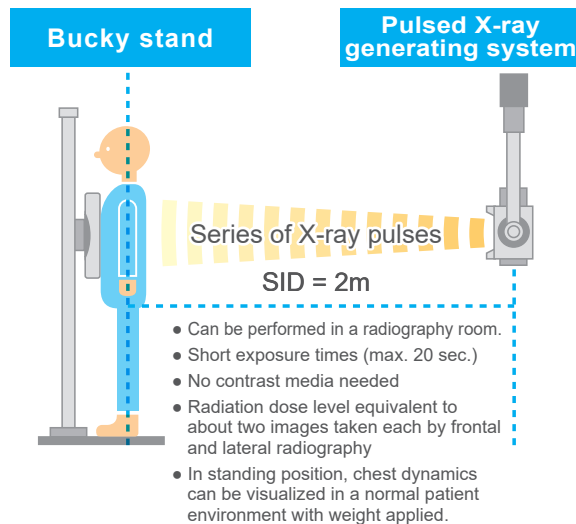 Bucky stand
Pulsed X-ray
generating system
Series of X-ray pulses
SID = 2m
● Can be performed in a radiography room.
● Short exposure times (max. 20 sec.)
● No contrast media needed
● Radiation dose level equivalent to
about two images taken each by frontal
and lateral radiography
● In standing position, chest dynamics
can be visualized in a normal patient
environment with weight applied.